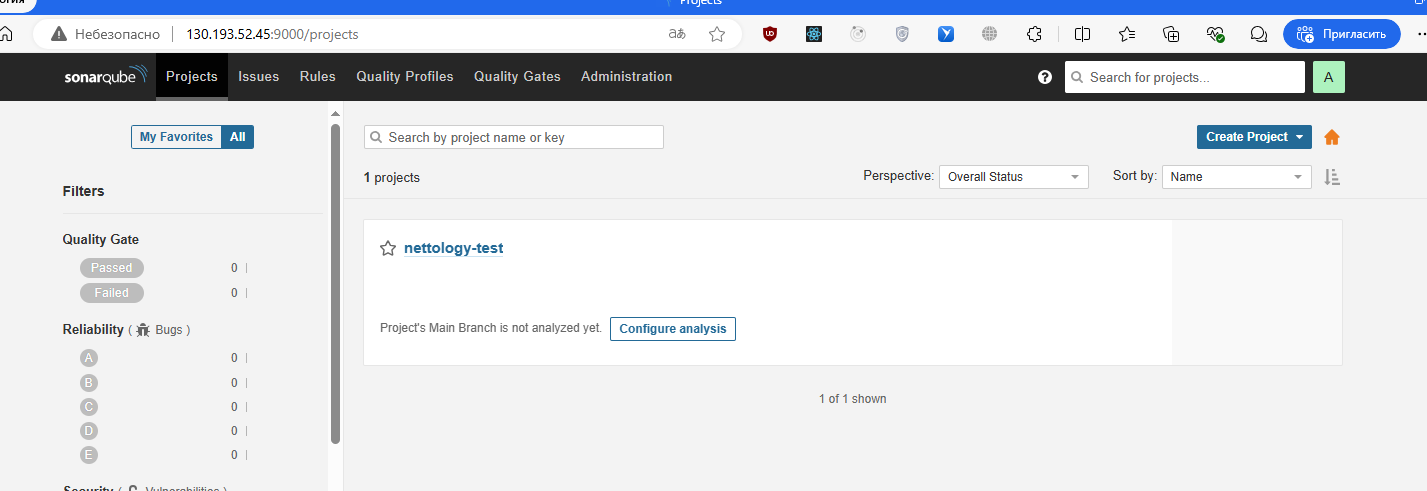 Projects
Небезопасно 130.193.52.45:9000/projects Пригласить
sonarqube Projects Issues Rules Quality Profiles Quality Gates Administration Search for projects... A
My Favorites All Search by project name or key Create Project
1 projects Perspective: Overall Status Sort by: Name
Filters
Quality Gate
Passed 0
Failed 0
Reliability ( Bugs )
A 0
B 0
C 0
D 0
E 0
nettology-test
Project's Main Branch is not analyzed yet. Configure analysis
1 of 1 shown
Security ( Vulnerabilities )